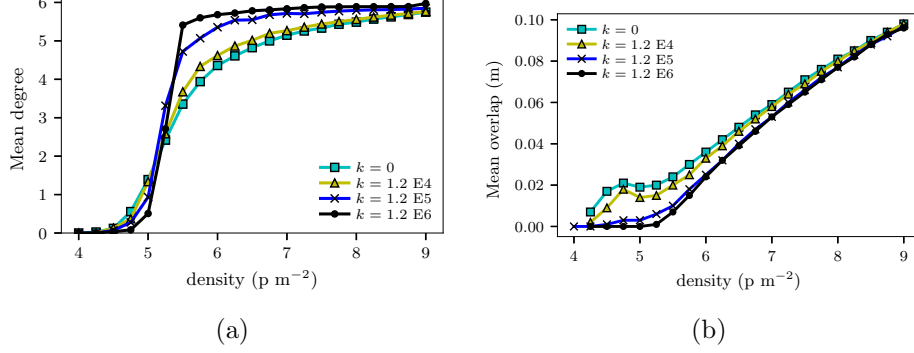 6
5
4
3
2
1
0
Mean degree
k = 0
k = 1.2 E4
k = 1.2 E5
k = 1.2 E6
4 5 6 7 8 9
density (p m⁻²)
(a)
0.10
0.08
0.06
0.04
0.02
0.00
Mean overlap (m)
k = 0
k = 1.2 E4
k = 1.2 E5
k = 1.2 E6
4 5 6 7 8 9
density (p m⁻²)
(b)